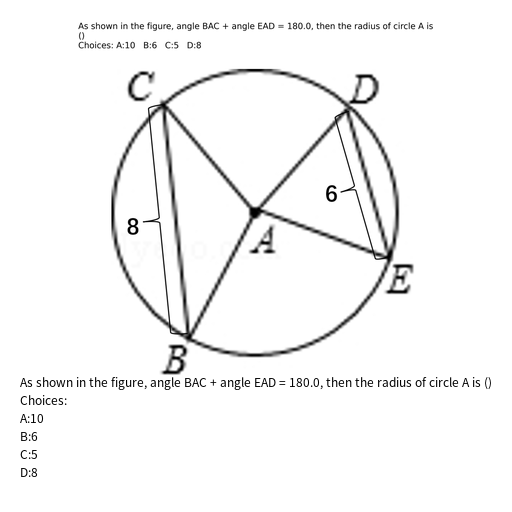 As shown in the figure, angle BAC + angle EAD = 180.0, then the radius of circle A is
()
Choices: A:10 B:6 C:5 D:8
C
D
6
8
A
E
B
As shown in the figure, angle BAC + angle EAD = 180.0, then the radius of circle A is ()
Choices:
A:10
B:6
C:5
D:8